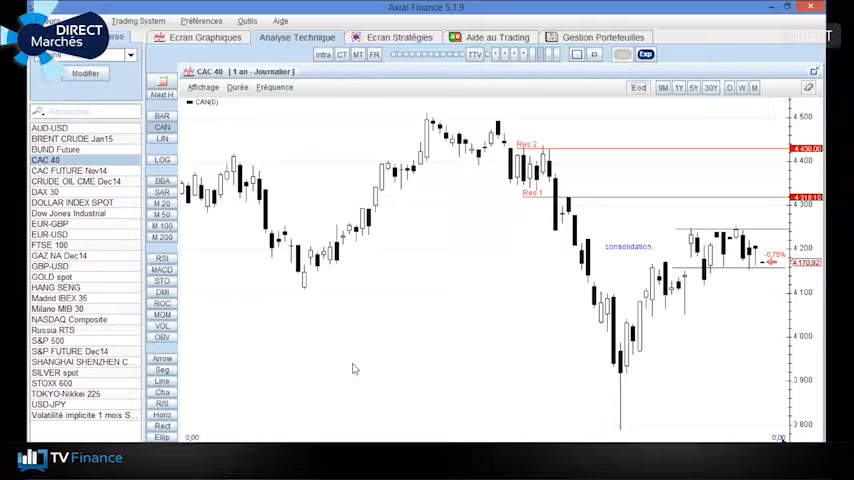 Axial Finance 5.1.9
DIRECT
Marchés
Trading System
Préférences
Outils
Aide
Ecran Graphiques
Analyse Technique
Ecran Stratégies
Aide au Trading
Gestion Portefeuilles
Modifier
Intra CT MT FR
TTV
Exp
Recherche
AUD-USD
BRENT CRUDE Jan15
BUND Future
CAC 40
CAC FUTURE Nov14
CRUDE OIL CME Dec14
DAX 30
DOLLAR INDEX SPOT
Dow Jones Industrial
EUR-GBP
EUR-USD
FTSE 100
GAZ NA Dec14
GBP-USD
GOLD spot
HANG SENG
Madrid IBEX 35
Milano MIB 30
NASDAQ Composite
Russia RTS
S&P 500
S&P FUTURE Dec14
SHANGHAI SHENZHEN C...
SILVER spot
STOXX 600
TOKYO-Nikkei 225
USD-JPY
Volatilité implicite 1 mois S...
Next H
BAR
CAN
LIN
LOG
BBA
SAR
M 20
M 50
M 100
M 200
RSI
MACD
STO
DMI
ROC
MOM
VOL
OBV
Arrow
Seg
Line
Cha
R/S
Horiz
Rect
Ellip
CAC 40 [ 1 an - Journalier ]
Affichage Durée Fréquence
Eod 9M 1Y 5Y 30Y D W M
CAN(0)
Res 2
Res 1
consolidation
-0,75%
4 500
4 430.00
4 400
4 318.10
4 300
4 200
4 170.92
4 100
4 000
3 900
3 800
0,00
0,00
TV Finance